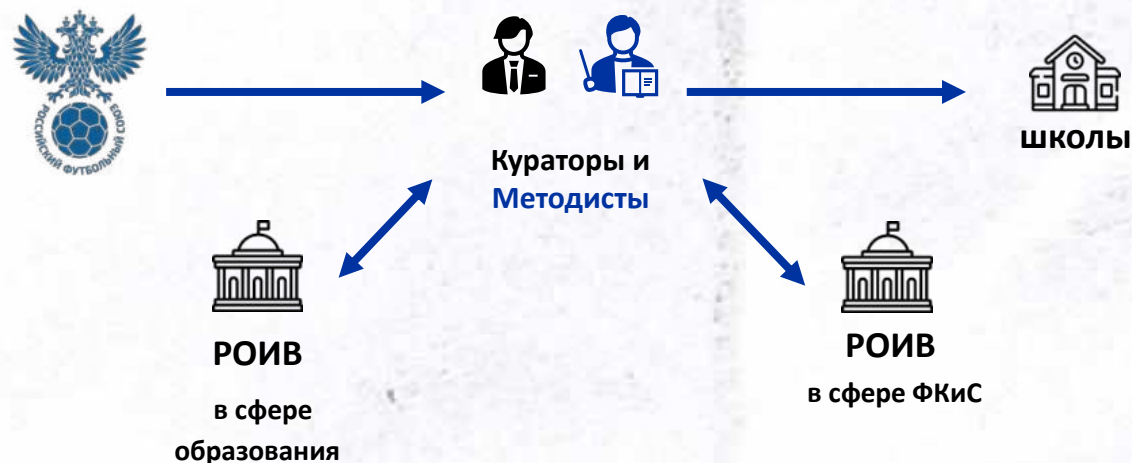 РОССИЙСКИЙ ФУТБОЛЬНЫЙ СОЮЗ
Кураторы и
Методисты
школы
РОИВ
в сфере
образования
РОИВ
в сфере ФКиС